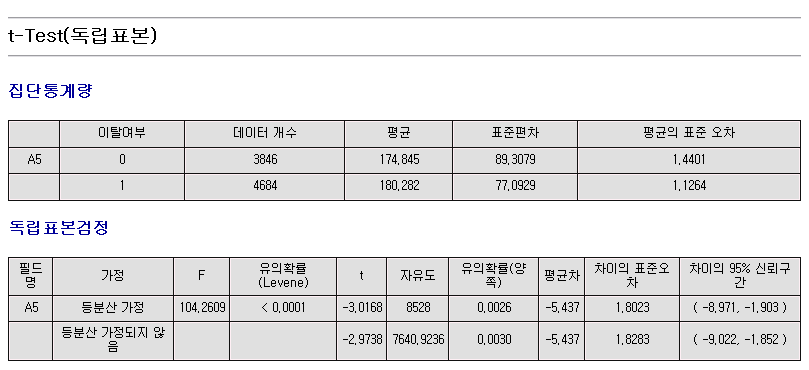 t-Test(독립표본)
집단통계량
이탈여부 데이터 개수 평균 표준편차 평균의 표준 오차
A5 0 3846 174,845 89,3079 1,4401
1 4684 180,282 77,0929 1,1264
독립표본검정
필드명 가정 F 유의확률(Levene) t 자유도 유의확률(양쪽) 평균차 차이의 표준오차 차이의 95% 신뢰구간
A5 등분산 가정 104,2609 < 0,0001 -3,0168 8528 0,0026 -5,437 1,8023 ( -8,971, -1,903 )
등분산 가정되지 않음 -2,9738 7640,9236 0,0030 -5,437 1,8283 ( -9,022, -1,852 )